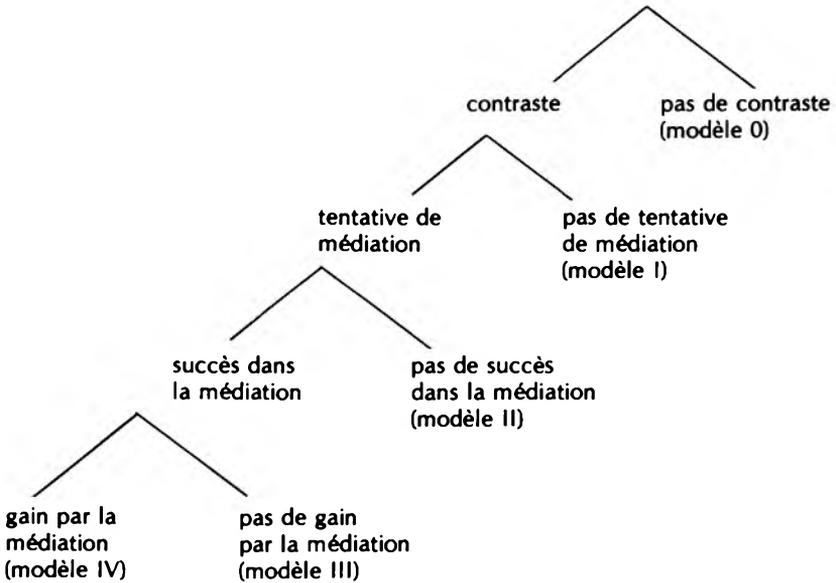 contraste
pas de contraste
(modèle 0)
tentative de
médiation
pas de tentative
de médiation
(modèle I)
succès dans
la médiation
pas de succès
dans la médiation
(modèle II)
gain par la
médiation
(modèle IV)
pas de gain
par la médiation
(modèle III)